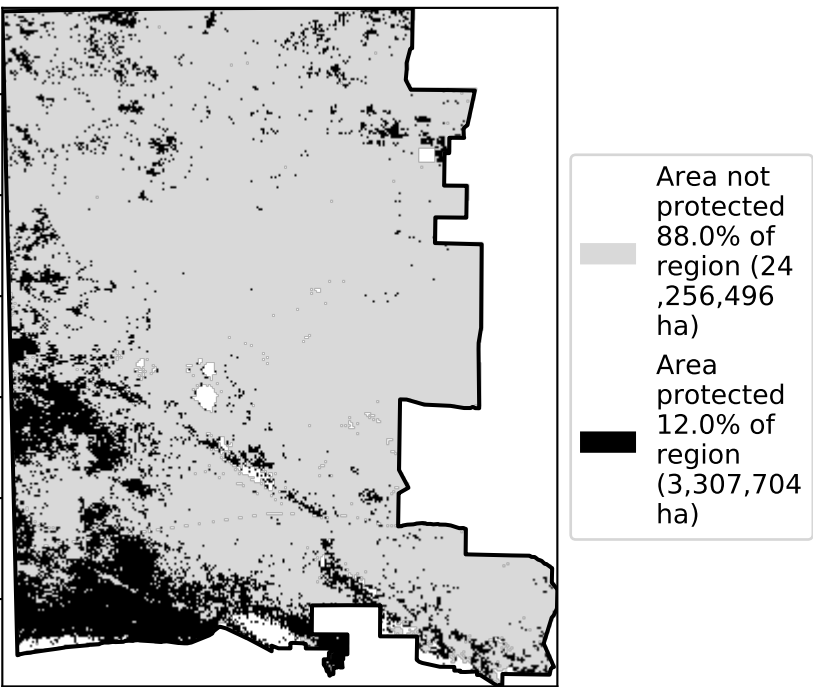 Area not
protected
88.0% of
region (24
,256,496
ha)
Area
protected
12.0% of
region
(3,307,704
ha)